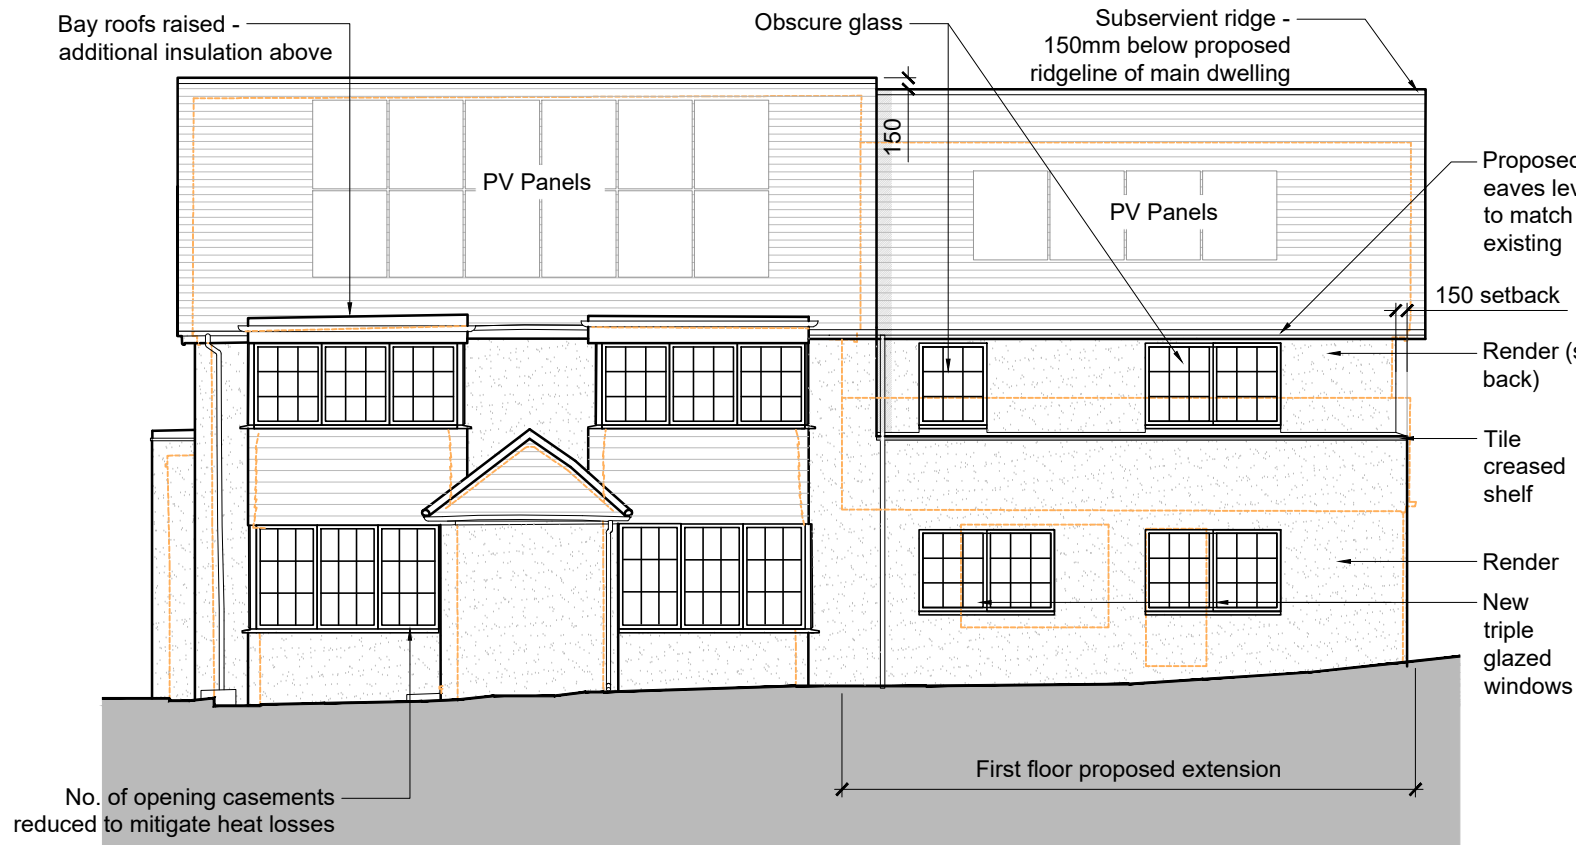 Bay roofs raised -
additional insulation above
Obscure glass
Subservient ridge -
150mm below proposed
ridgeline of main dwelling
150
PV Panels
PV Panels
Proposed
eaves lev
to match
existing
150 setback
Render (s
back)
Tile
creased
shelf
Render
New
triple
glazed
windows
First floor proposed extension
No. of opening casements
reduced to mitigate heat losses